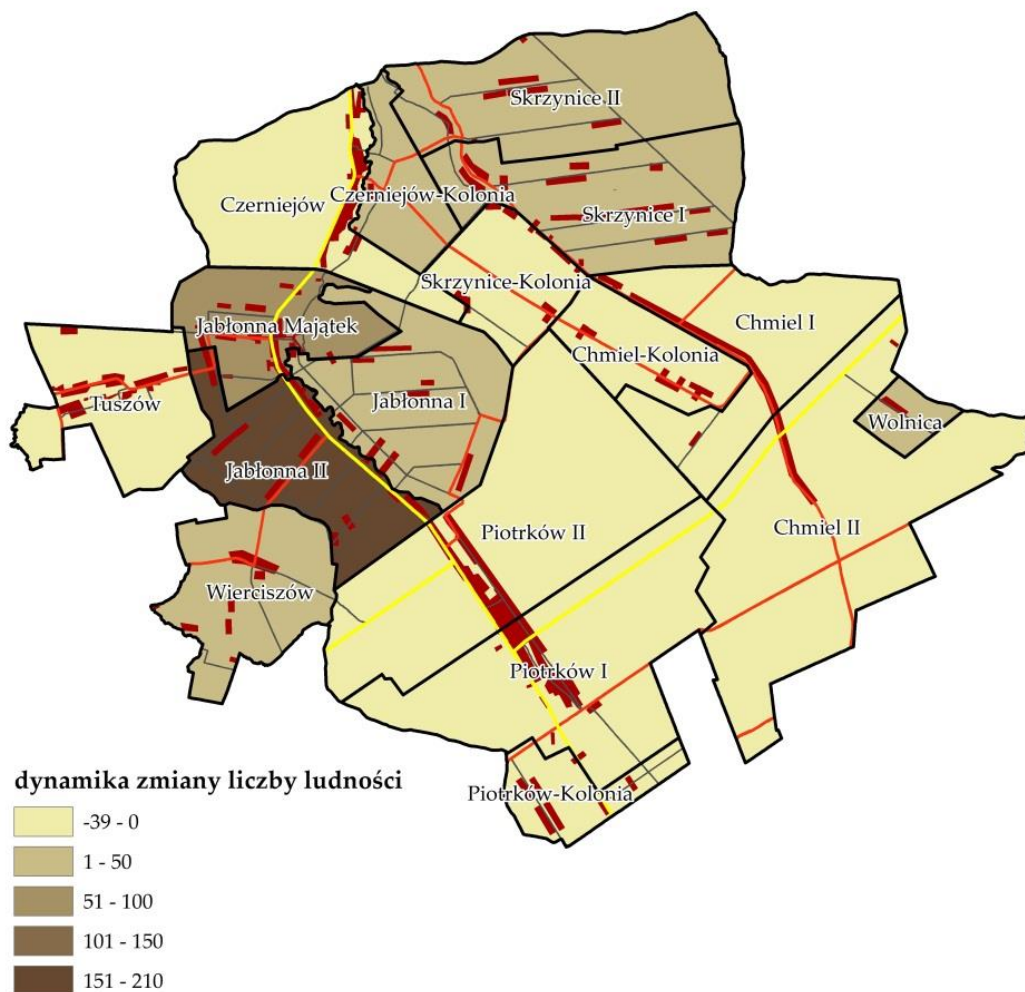 Skrzynice II
Czerniejów-Kolonia
Czerniejów
Skrzynice I
Skrzynice-Kolonia
Jabłonna Majątek
Chmiel I
Chmiel-Kolonia
Tuszów
Jabłonna I
Wolnica
Jabłonna II
Piotrków II
Chmiel II
Wierciszów
Piotrków I
Piotrków-Kolonia
dynamika zmiany liczby ludności
-39 - 0
1 - 50
51 - 100
101 - 150
151 - 210